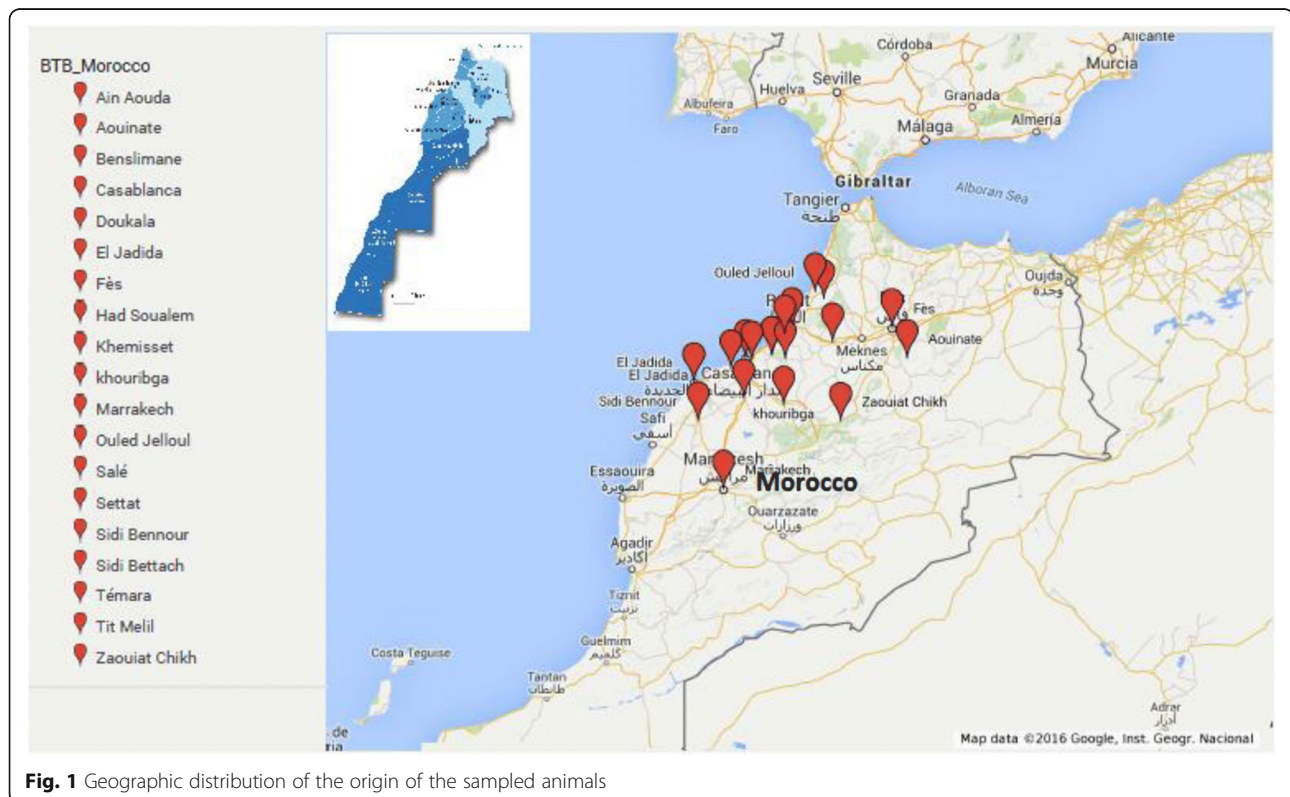 BTB_Morocco
Ain Aouda
Aouinate
Benslimane
Casablanca
Doukala
El Jadida
Fès
Had Soualem
Khemisset
khouribga
Marrakech
Ouled Jelloul
Salé
Settat
Sidi Bennour
Sidi Bettach
Témara
Tit Melil
Zaouiat Chikh
Alicante
Córdoba
Murcia
Seville
Huelva
Granada
Albufeira
Faro
Almería
Málaga
Gibraltar
Alboran Sea
Tangier
طنجة
Ouled Jelloul
Oujda
وجدة
Fès
Aouinate
Meknes
مكناس
El Jadida
El Jadida
الجديدة
Sidi Bennour
khouribga
Zaouiat Chikh
Safi
أسفي
Essaouira
الصويرة
Marrakech
Morocco
Ouarzazate
ورزازات
Agadir
أكادير
Tiznit
تزنيت
Guelmim
كلميم
Costa Teguise
Tantan
طانطان
Adrar
أدرار
Map data ©2016 Google, Inst. Geogr. Nacional
Fig. 1 Geographic distribution of the origin of the sampled animals